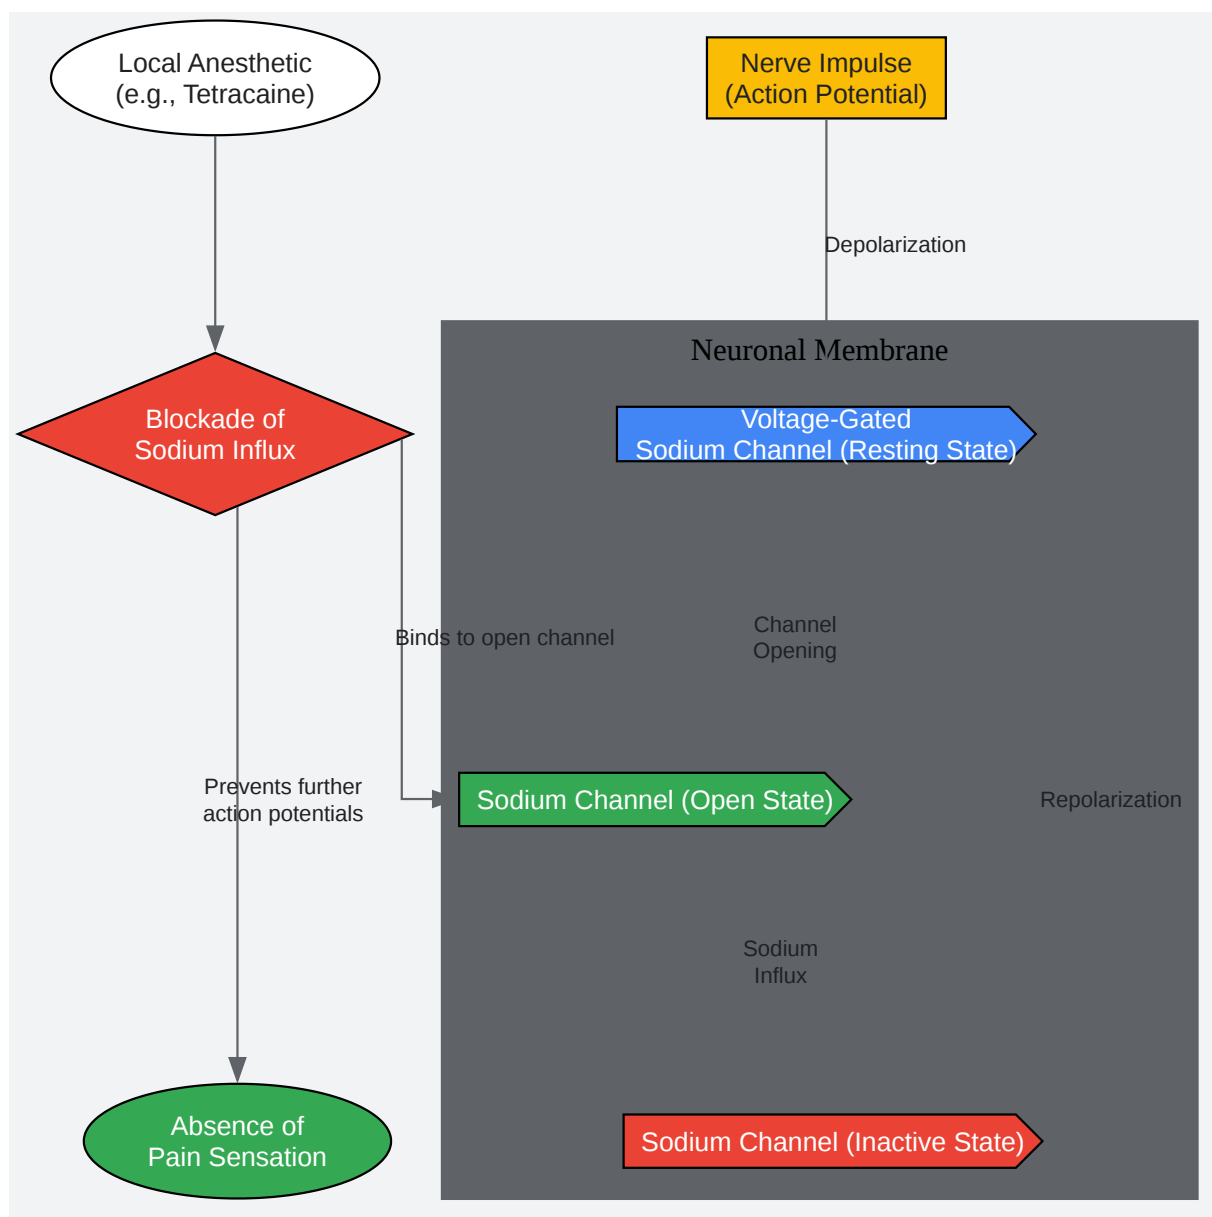 Local Anesthetic
(e.g., Tetracaine)
Nerve Impulse
(Action Potential)
Depolarization
Neuronal Membrane
Blockade of
Sodium Influx
Voltage-Gated
Sodium Channel (Resting State)
Binds to open channel
Channel
Opening
Prevents further
action potentials
Sodium Channel (Open State)
Repolarization
Sodium
Influx
Absence of
Pain Sensation
Sodium Channel (Inactive State)